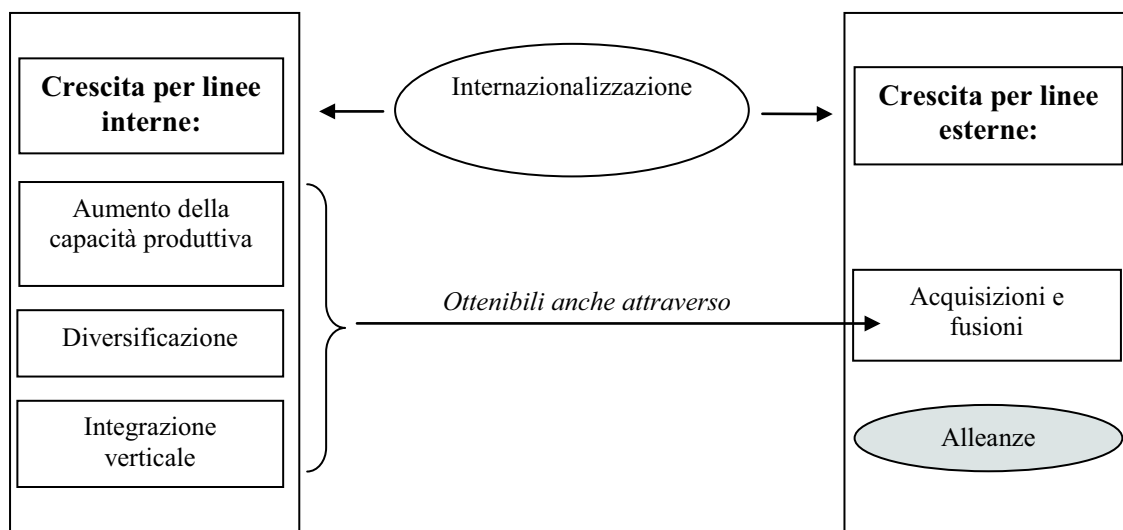 Crescita per linee
interne:
Aumento della
capacità produttiva
Diversificazione
Integrazione
verticale
Internazionalizzazione
Ottenibili anche attraverso
Crescita per linee
esterne:
Acquisizioni e
fusioni
Alleanze